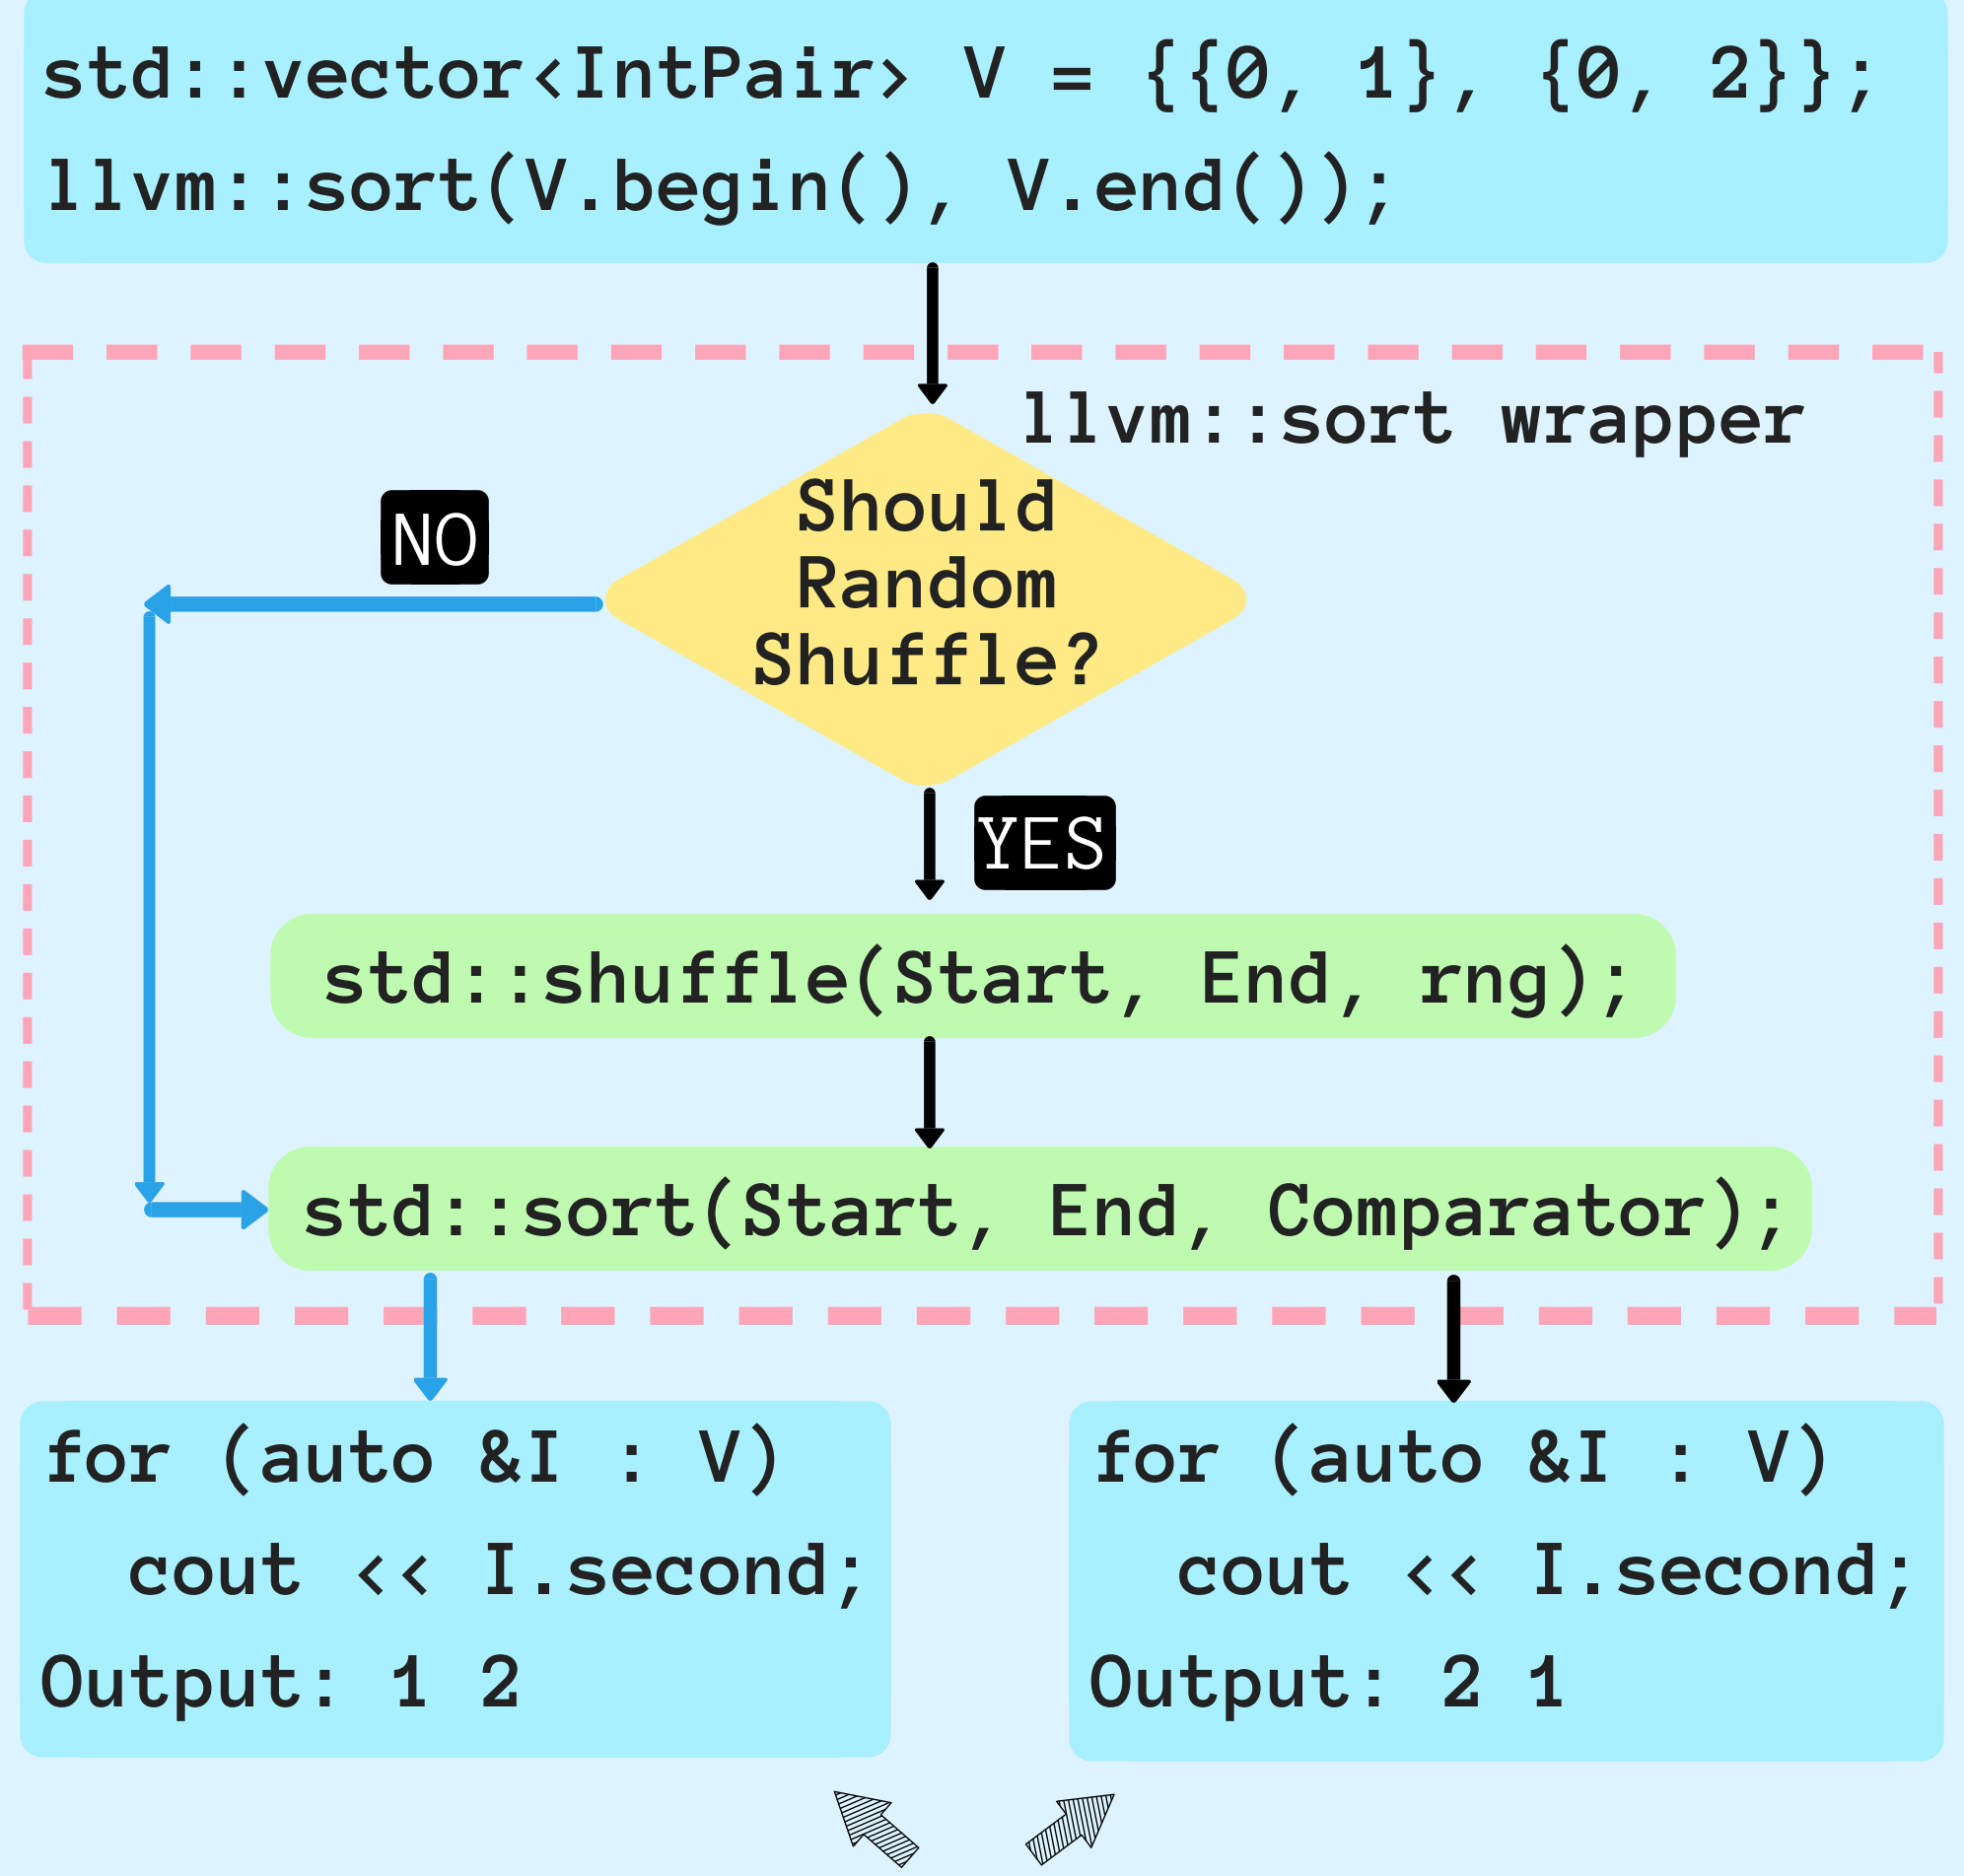 std::vector<IntPair> V = {{0, 1}, {0, 2}};
llvm::sort(V.begin(), V.end());
llvm::sort wrapper
Should
Random
Shuffle?
NO
YES
std::shuffle(Start, End, rng);
std::sort(Start, End, Comparator);
for (auto &I : V)
  cout << I.second;
Output: 1 2
for (auto &I : V)
  cout << I.second;
Output: 2 1